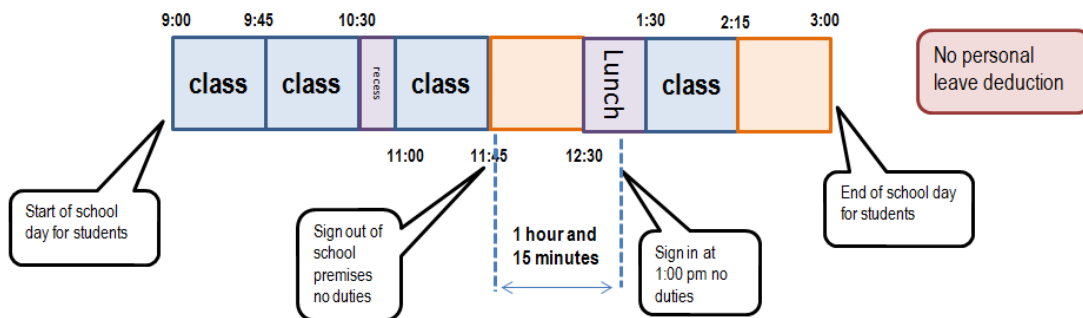 9:00 9:45 10:30 1:30 2:15 3:00
class class recess class Lunch class
No personal
leave deduction
11:00 11:45 12:30
Start of school
day for students
Sign out of
school
premises
no duties
1 hour and
15 minutes
Sign in at
1:00 pm no
duties
End of school day
for students